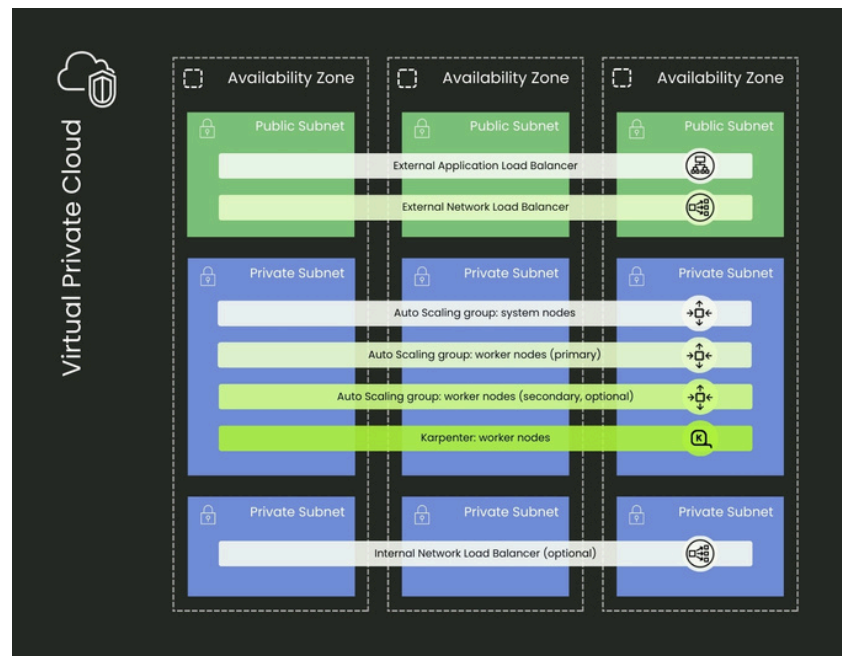 Virtual Private Cloud
Availability Zone
Availability Zone
Availability Zone
Public Subnet
Public Subnet
Public Subnet
External Application Load Balancer
External Network Load Balancer
Private Subnet
Private Subnet
Private Subnet
Auto Scaling group: system nodes
Auto Scaling group: worker nodes (primary)
Auto Scaling group: worker nodes (secondary, optional)
Karpenter: worker nodes
K
Private Subnet
Private Subnet
Private Subnet
Internal Network Load Balancer (optional)